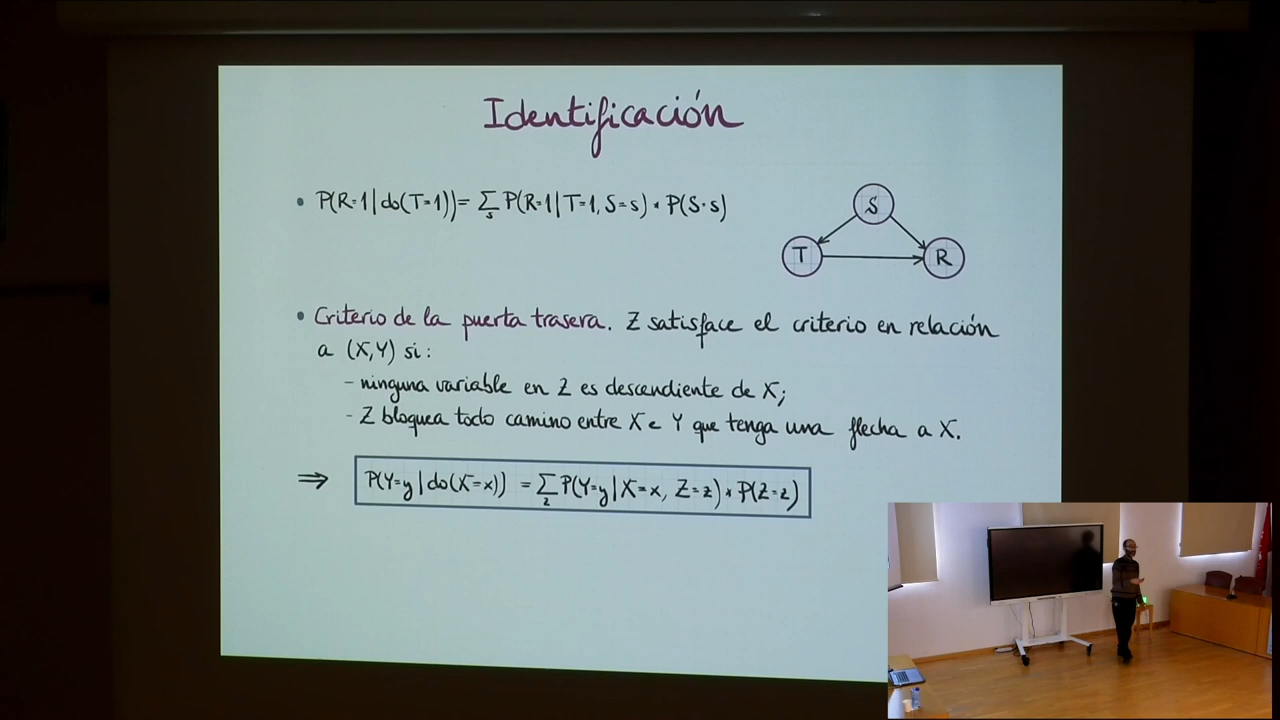 Identificación
• P(R=1|do(T=1)) = ∑ₛ P(R=1|T=1, S=s) * P(S=s)
S
T
R
• Criterio de la puerta trasera. Z satisface el criterio en relación
a (X,Y) si:
- ninguna variable en Z es descendiente de X;
- Z bloquea todo camino entre X e Y que tenga una flecha a X.
⇒ P(Y=y|do(X=x)) = ∑_z P(Y=y|X=x, Z=z) * P(Z=z)